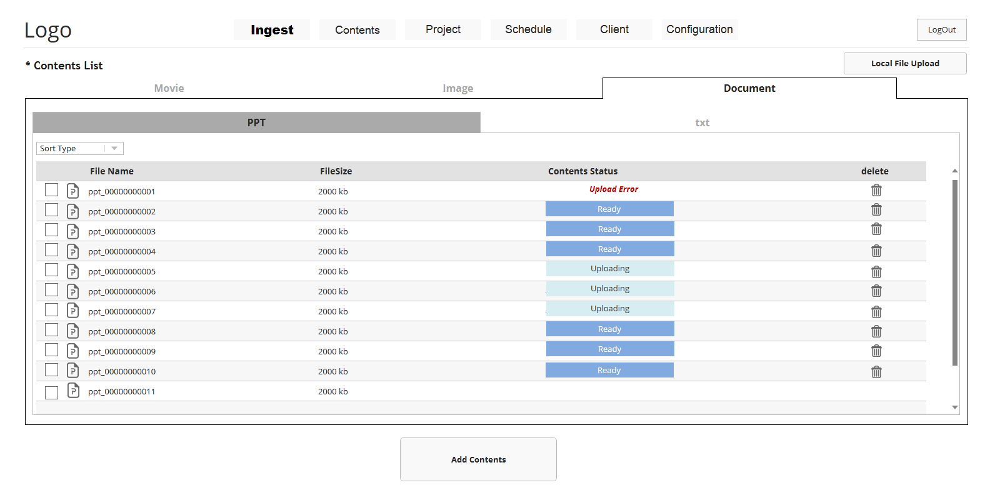 Logo
Ingest Contents Project Schedule Client Configuration LogOut
* Contents List Local File Upload
Movie Image Document
PPT txt
Sort Type
File Name FileSize Contents Status delete
ppt_00000000001 2000 kb Upload Error
ppt_00000000002 2000 kb Ready
ppt_00000000003 2000 kb Ready
ppt_00000000004 2000 kb Ready
ppt_00000000005 2000 kb Uploading
ppt_00000000006 2000 kb Uploading
ppt_00000000007 2000 kb Uploading
ppt_00000000008 2000 kb Ready
ppt_00000000009 2000 kb Ready
ppt_00000000010 2000 kb Ready
ppt_00000000011 2000 kb
Add Contents